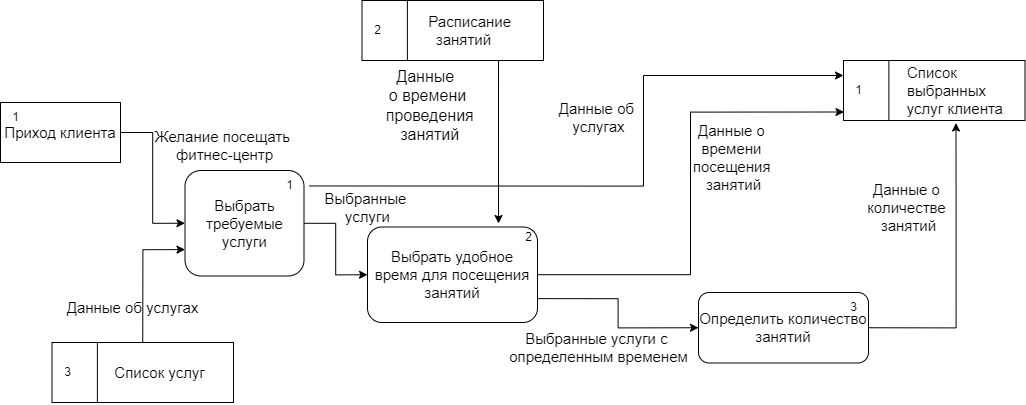 2
Расписание
занятий
Данные
о времени
проведения
занятий
1
Список
выбранных
услуг клиента
1
Приход клиента
Желание посещать
фитнес-центр
Данные об
услугах
Данные о
времени
посещения
занятий
Данные о
количестве
занятий
1
Выбрать
требуемые
услуги
Выбранные
услуги
2
Выбрать удобное
время для посещения
занятий
3
Определить количество
занятий
Данные об услугах
Выбранные услуги с
определенным временем
3
Список услуг